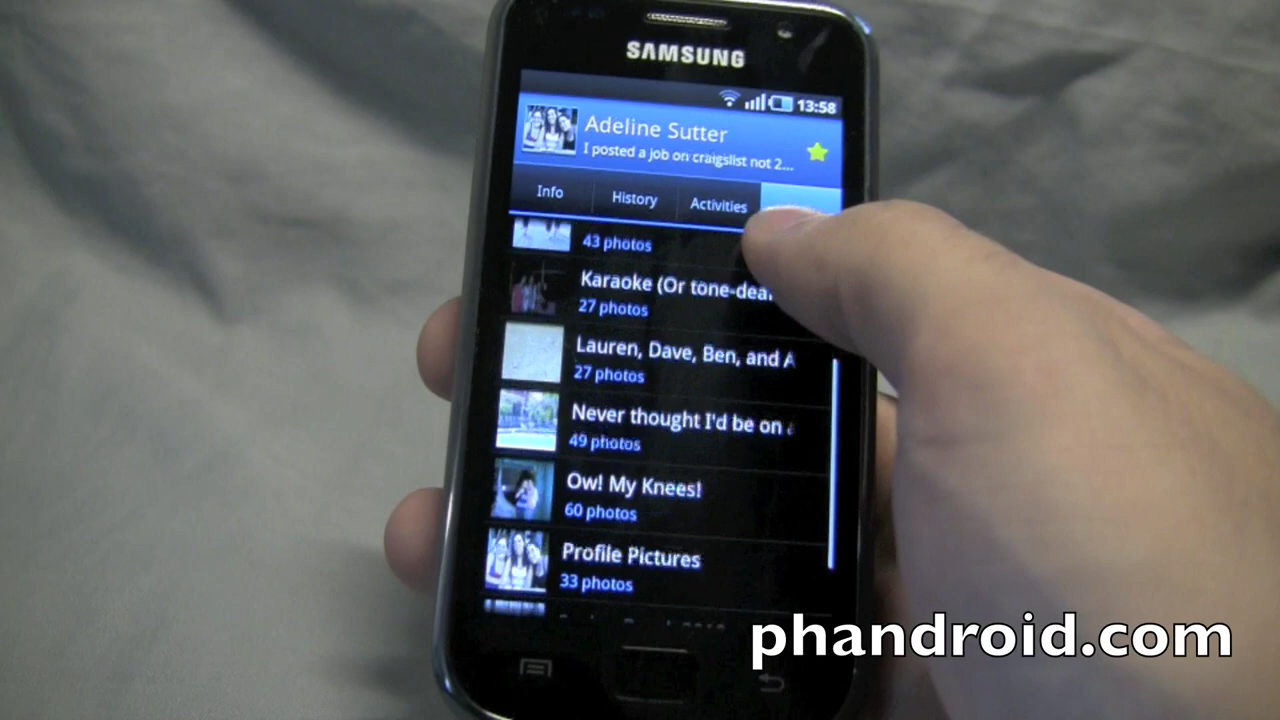 SAMSUNG
13:58
Adeline Sutter
I posted a job on craigslist not 2...
Info
History
Activities
43 photos
Karaoke (Or tone-dea
27 photos
Lauren, Dave, Ben, and A
27 photos
Never thought I'd be on
49 photos
Ow! My Knees!
60 photos
Profile Pictures
33 photos
phandroid.com